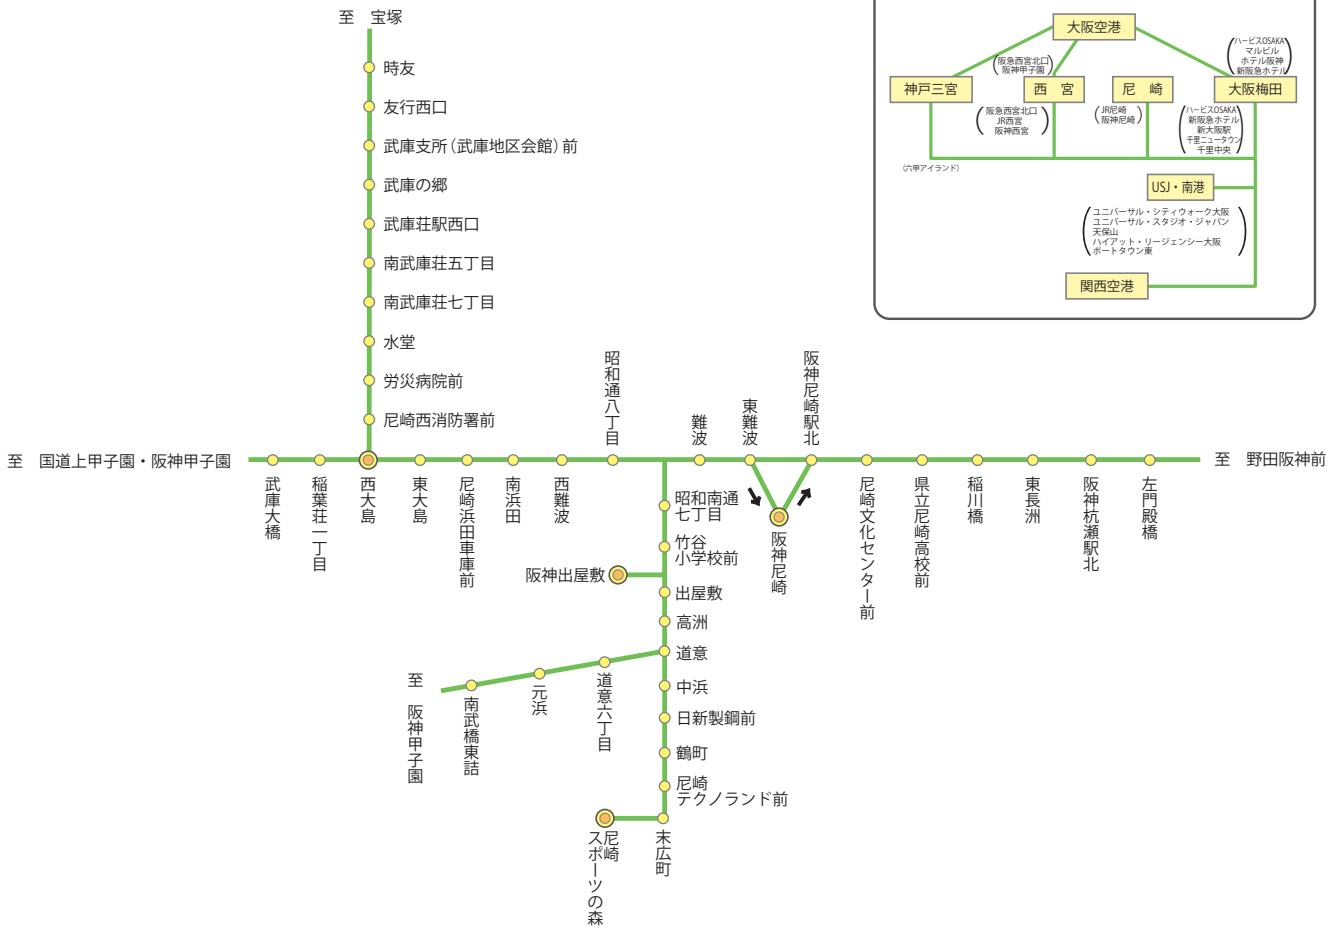 至　宝塚
時友
友行西口
武庫支所（武庫地区会館）前
武庫の郷
武庫荘駅西口
南武庫荘五丁目
南武庫荘七丁目
水堂
労災病院前
尼崎西消防署前
大阪空港
ハービスOSAKA
マルビル
ホテル阪神
新阪急ホテル
阪急西宮北口
阪神甲子園
神戸三宮
西　宮
尼　崎
大阪梅田
阪急西宮北口
JR西宮
阪神西宮
JR尼崎
阪神尼崎
ハービスOSAKA
新阪急ホテル
新大阪駅
千里ニュータウン
千里中央
（六甲アイランド）
USJ・南港
ユニバーサル・シティウォーク大阪
ユニバーサル・スタジオ・ジャパン
天保山
ハイアット・リージェンシー大阪
ポートタウン東
関西空港
至　国道上甲子園・阪神甲子園
武庫大橋
稲葉荘一丁目
西大島
東大島
尼崎浜田車庫前
南浜田
西難波
昭和通八丁目
難波
東難波
阪神尼崎
阪神尼崎駅北
尼崎文化センター前
県立尼崎高校前
稲川橋
東長洲
阪神杭瀬駅北
左門殿橋
至　野田阪神前
昭和南通
七丁目
竹谷
小学校前
阪神出屋敷
出屋敷
高洲
道意
道意六丁目
元浜
南武橋東詰
至　阪神甲子園
中浜
日新製鋼前
鶴町
尼崎
テクノランド前
末広町
尼崎
スポーツの森